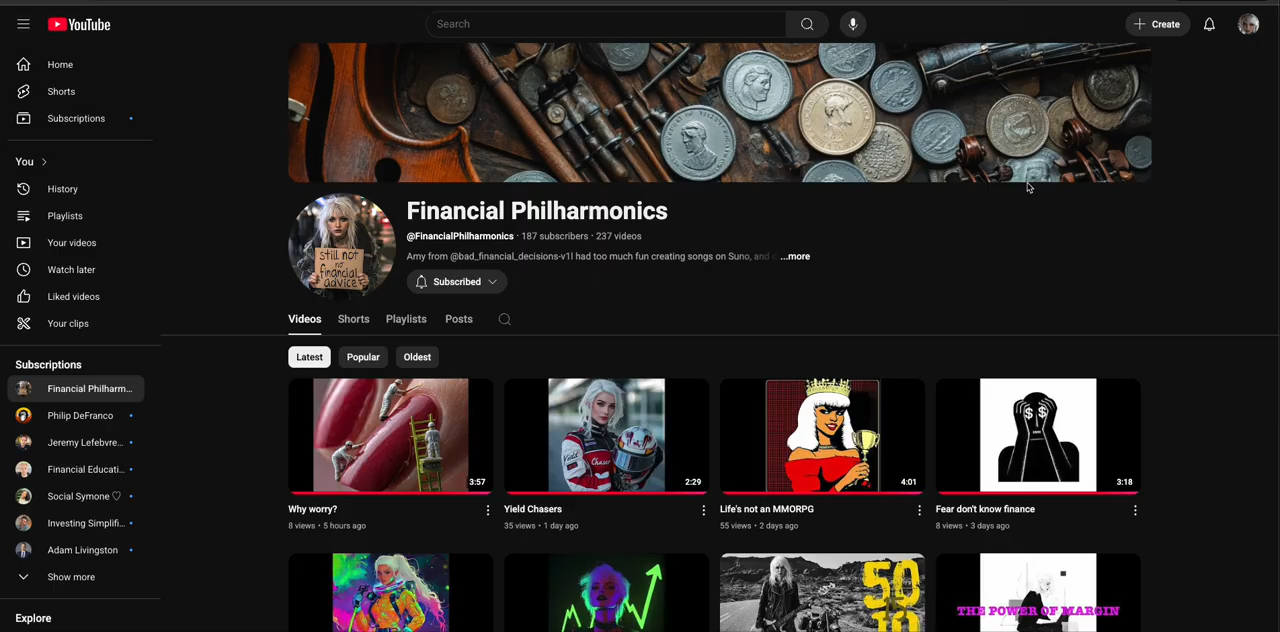 YouTube
Search
Create
Home
Shorts
Subscriptions
You
History
Playlists
Your videos
Watch later
Liked videos
Your clips
Subscriptions
Financial Philharm...
Philip DeFranco
Jeremy Lefebvre...
Financial Educati...
Social Symone ♡
Investing Simplifi...
Adam Livingston
Show more
Explore
still not
no
financial
advice
Financial Philharmonics
@FinancialPhilharmonics · 187 subscribers · 237 videos
Amy from @bad_financial_decisions-v1l had too much fun creating songs on Suno, and ...more
Subscribed
Videos Shorts Playlists Posts
Latest Popular Oldest
3:57
Why worry?
8 views · 5 hours ago
Yield
Chaser
2:29
Yield Chasers
35 views · 1 day ago
4:01
Life's not an MMORPG
55 views · 2 days ago
$ $
3:18
Fear don't know finance
8 views · 3 days ago
50
10
THE POWER OF MARGIN